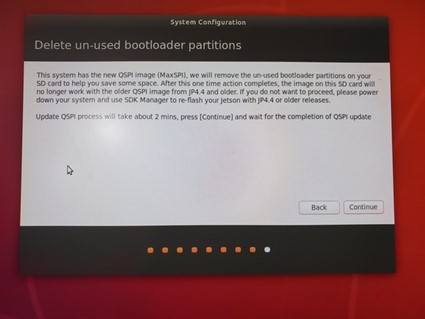 System Configuration
Delete un-used bootloader partitions
This system has the new QSPI image (MaxSPI), we will remove the un-used bootloader partitions on your
SD card to help you save some space. After this one time action completes, the image on this SD card will
no longer work with the older QSPI image from JP4.4 and older. If you do not want to proceed, please power
down your system and use SDK Manager to re-flash your Jetson with JP4.4 or older releases.
Update QSPI process will take about 2 mins, press [Continue] and wait for the completion of QSPI update
Back
Continue